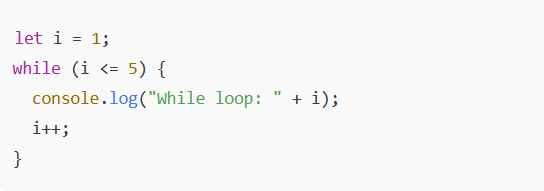 let i = 1;
while (i <= 5) {
  console.log("While loop: " + i);
  i++;
}